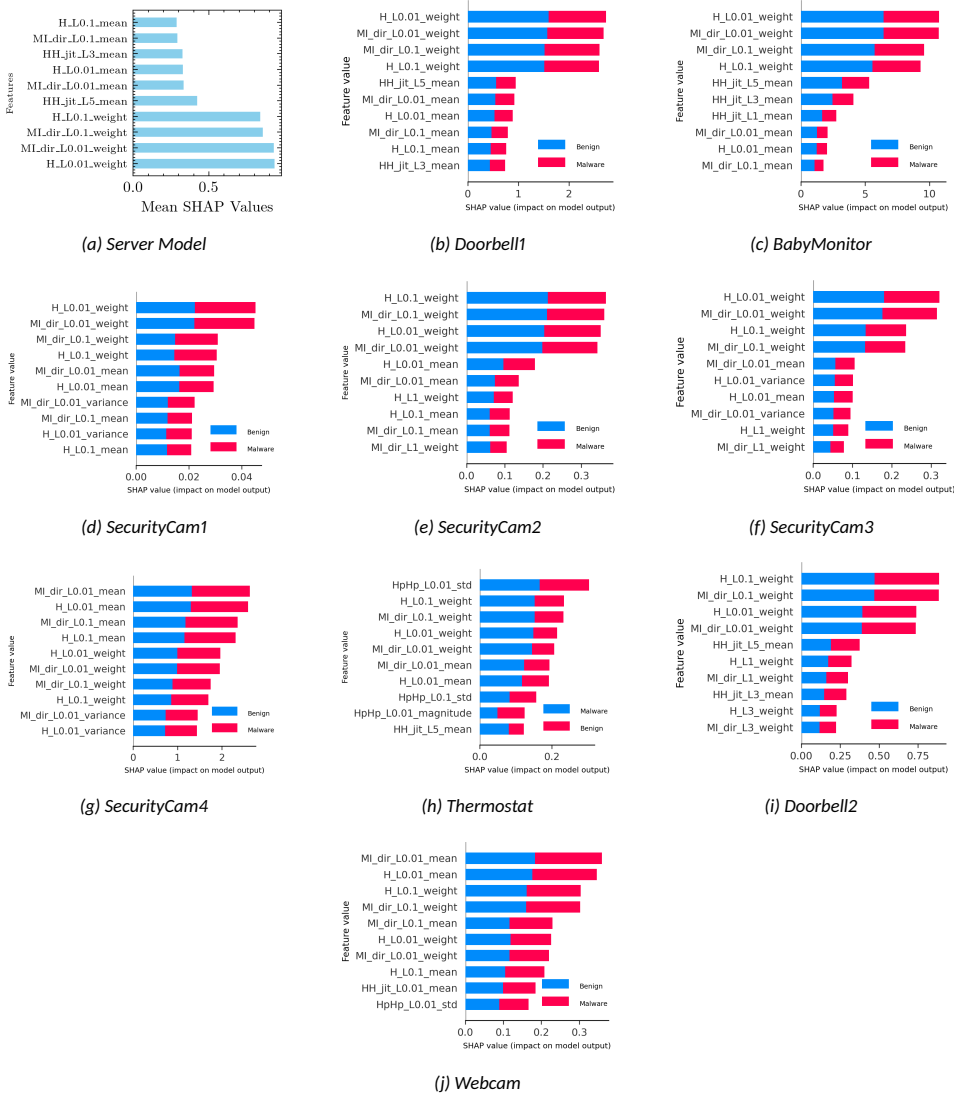 H_L0.1_mean
MI_dir_L0.1_mean
HH_jit_L3_mean
H_L0.01_mean
MI_dir_L0.01_mean
HH_jit_L5_mean
H_L0.1_weight
MI_dir_L0.1_weight
MI_dir_L0.01_weight
H_L0.01_weight
Features
0.0 0.5
Mean SHAP Values
(a) Server Model
H_L0.01_weight
MI_dir_L0.01_weight
MI_dir_L0.1_weight
H_L0.1_weight
HH_jit_L5_mean
MI_dir_L0.01_mean
H_L0.01_mean
MI_dir_L0.1_mean
H_L0.1_mean
HH_jit_L3_mean
Feature value
Benign
Malware
0 1 2
SHAP value (impact on model output)
(b) Doorbell1
H_L0.01_weight
MI_dir_L0.01_weight
MI_dir_L0.1_weight
H_L0.1_weight
HH_jit_L5_mean
HH_jit_L3_mean
HH_jit_L1_mean
MI_dir_L0.01_mean
H_L0.01_mean
MI_dir_L0.1_mean
Feature value
Benign
Malware
0 5 10
SHAP value (impact on model output)
(c) BabyMonitor
H_L0.01_weight
MI_dir_L0.01_weight
MI_dir_L0.1_weight
H_L0.1_weight
MI_dir_L0.01_mean
H_L0.01_mean
MI_dir_L0.01_variance
MI_dir_L0.1_mean
H_L0.01_variance
H_L0.1_mean
Feature value
Benign
Malware
0.00 0.02 0.04
SHAP value (impact on model output)
(d) SecurityCam1
H_L0.1_weight
MI_dir_L0.1_weight
H_L0.01_weight
MI_dir_L0.01_weight
H_L0.01_mean
MI_dir_L0.01_mean
H_L1_weight
H_L0.1_mean
MI_dir_L0.01_mean
MI_dir_L1_weight
Feature value
Benign
Malware
0.0 0.1 0.2 0.3
SHAP value (impact on model output)
(e) SecurityCam2
H_L0.01_weight
MI_dir_L0.01_weight
H_L0.1_weight
MI_dir_L0.1_weight
MI_dir_L0.01_mean
H_L0.01_variance
H_L0.01_mean
MI_dir_L0.01_variance
H_L1_weight
MI_dir_L1_weight
Feature value
Benign
Malware
0.0 0.1 0.2 0.3
SHAP value (impact on model output)
(f) SecurityCam3
MI_dir_L0.01_mean
H_L0.01_mean
MI_dir_L0.1_mean
H_L0.1_mean
H_L0.01_weight
MI_dir_L0.01_weight
MI_dir_L0.1_weight
H_L0.1_weight
MI_dir_L0.01_variance
H_L0.01_variance
Feature value
Benign
Malware
0 1 2
SHAP value (impact on model output)
(g) SecurityCam4
HpHp_L0.01_std
H_L0.1_weight
MI_dir_L0.1_weight
H_L0.01_weight
MI_dir_L0.01_weight
MI_dir_L0.01_mean
H_L0.01_mean
HpHp_L0.1_std
HpHp_L0.01_magnitude
HH_jit_L5_mean
Feature value
Malware
Benign
0.0 0.2
SHAP value (impact on model output)
(h) Thermostat
H_L0.1_weight
MI_dir_L0.1_weight
H_L0.01_weight
MI_dir_L0.01_weight
HH_jit_L5_mean
H_L1_weight
MI_dir_L1_weight
HH_jit_L3_mean
H_L3_weight
MI_dir_L3_weight
Feature value
Benign
Malware
0.00 0.25 0.50 0.75
SHAP value (impact on model output)
(i) Doorbell2
MI_dir_L0.01_mean
H_L0.01_mean
H_L0.1_weight
MI_dir_L0.1_weight
MI_dir_L0.1_mean
H_L0.01_weight
MI_dir_L0.01_weight
H_L0.1_mean
HH_jit_L0.01_mean
HpHp_L0.01_std
Feature value
Benign
Malware
0.0 0.1 0.2 0.3
SHAP value (impact on model output)
(j) Webcam